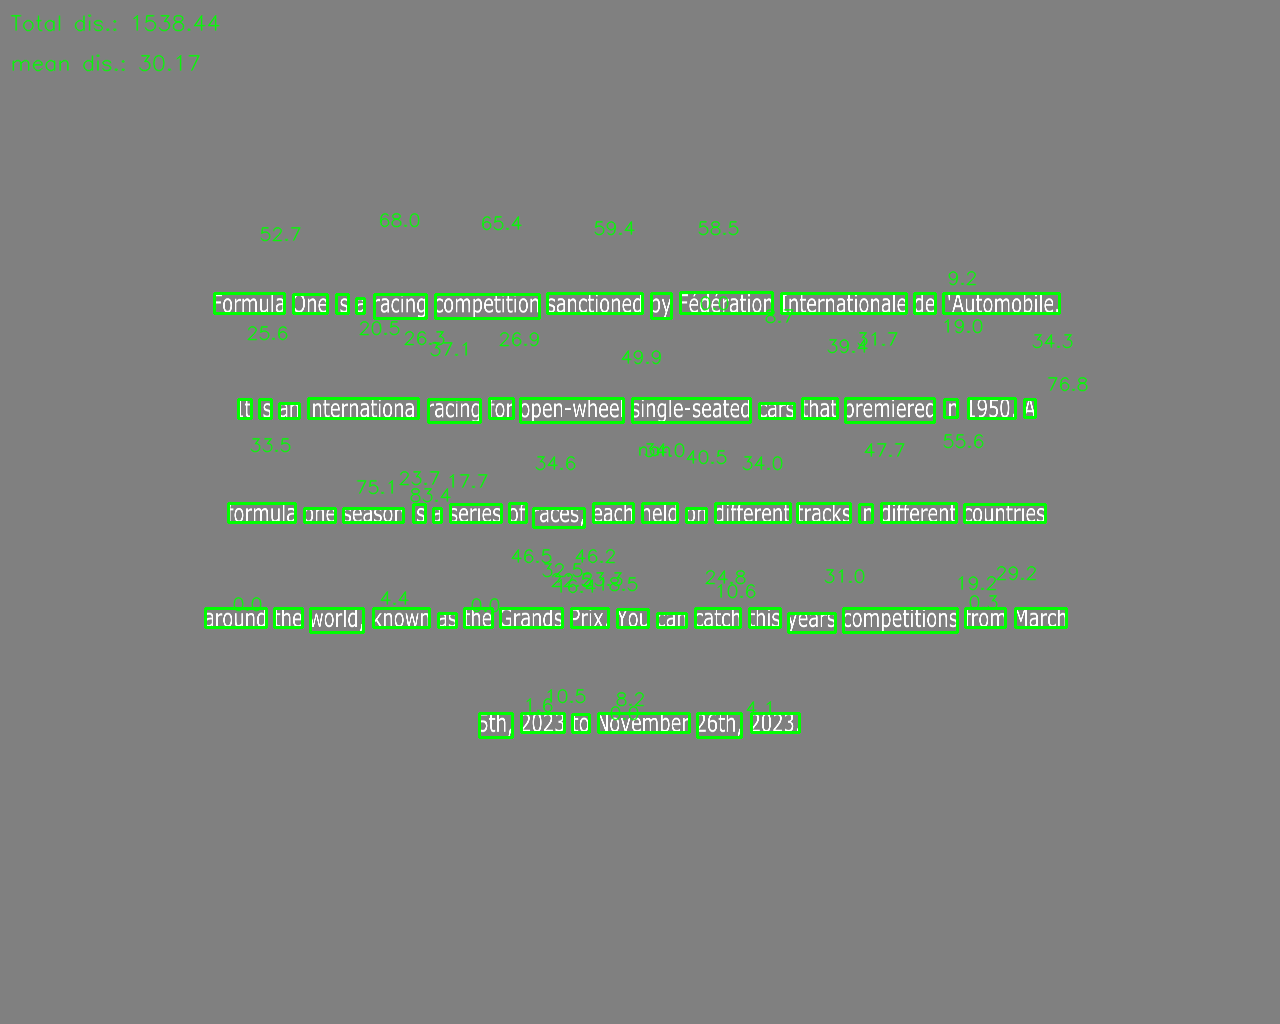 Total dis.: 1538.44
mean dis.: 30.17
52.7 68.0 65.4 59.4 58.5
9.2
Formula One is a racing competition sanctioned by Fédération Internationale de l'Automobile.
25.6 20.5 26.3 37.1 26.9 49.9 39.4 31.7 19.0 34.3
76.8
It is an international racing for open-wheel single-seated cars that premiered in 1950. A
33.5 34.6 34.0 40.5 34.0 47.7 55.6
75.1 23.7 83.4 17.7
formula one season is a series of races, each held on different tracks in different countries
46.5 32.5 46.2 18.5 24.8 10.6 31.0 19.2 29.2
0.0 4.4 0.0 0.3
around the world, known as the Grands Prix. You can catch this years competitions from March
1.6 10.5 8.2 4.1
5th, 2023 to November 26th, 2023.